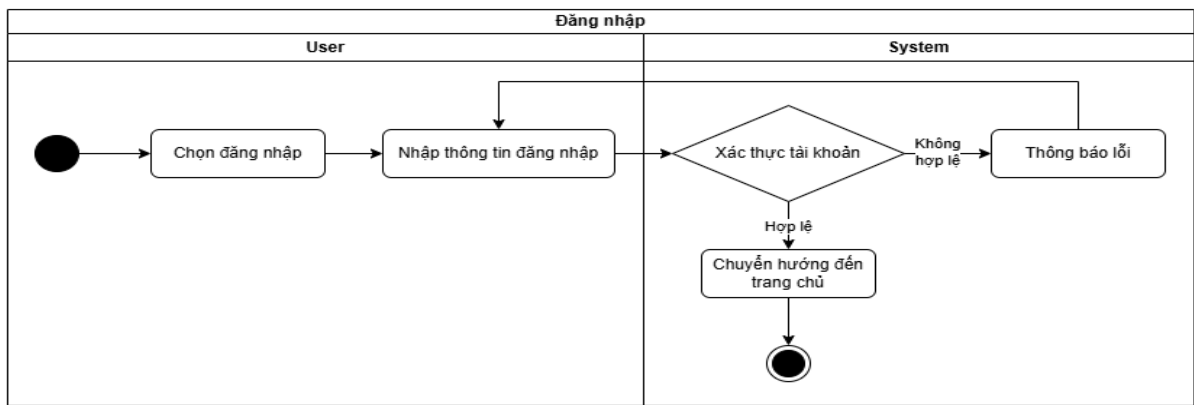 Đăng nhập
User
System
Chọn đăng nhập
Nhập thông tin đăng nhập
Xác thực tài khoản
Không
hợp lệ
Thông báo lỗi
Hợp lệ
Chuyển hướng đến
trang chủ